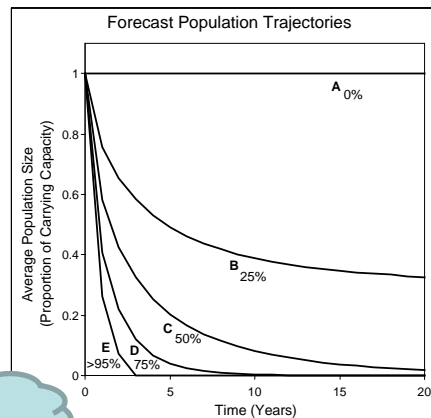 Forecast Population Trajectories
Average Population Size
(Proportion of Carrying Capacity)
1
0.8
0.6
0.4
0.2
0
A 0%
B
25%
C 50%
D
75%
E
>95%
0
5
10
15
20
Time (Years)